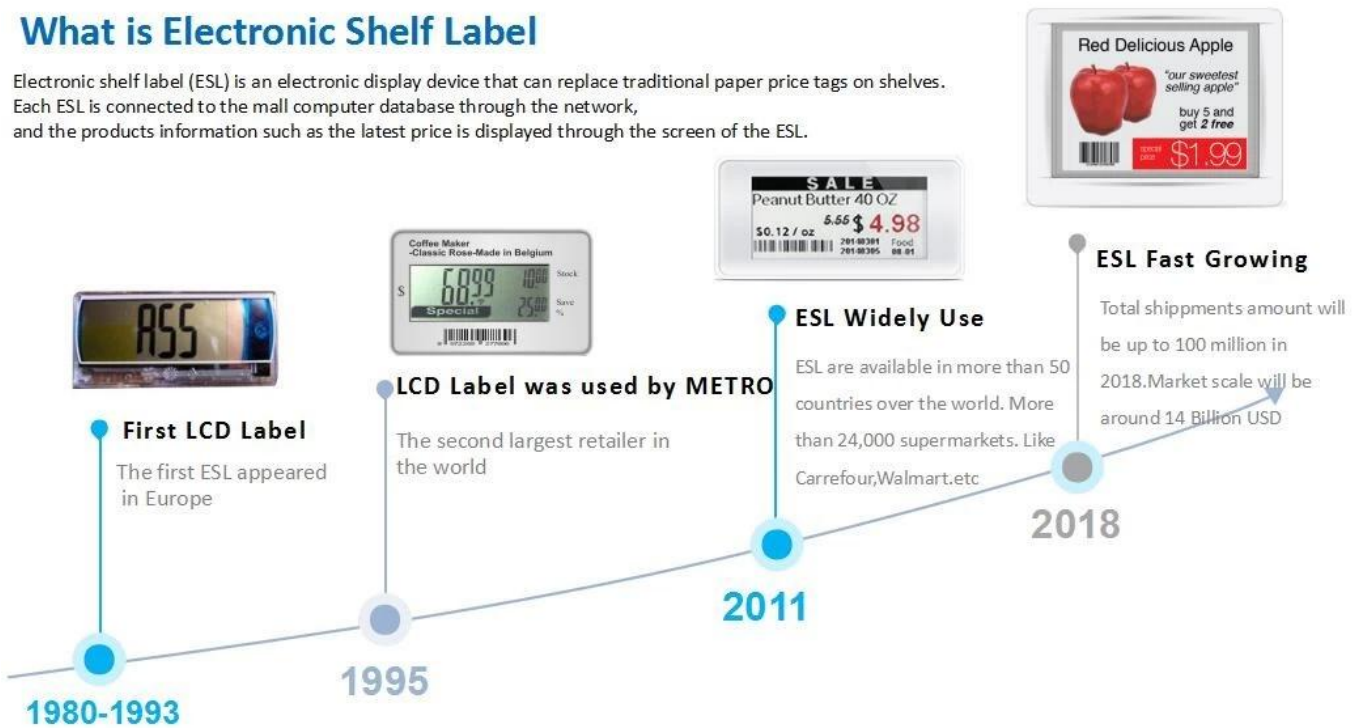 What is Electronic Shelf Label
Electronic shelf label (ESL) is an electronic display device that can replace traditional paper price tags on shelves.
Each ESL is connected to the mall computer database through the network,
and the products information such as the latest price is displayed through the screen of the ESL.
Red Delicious Apple
"our sweetest
selling apple"
buy 5 and
get 2 free
special
price
$1.99
SALE
Peanut Butter 40 OZ
5.55 $ 4.98
$0.12 / oz
20140301 Food
20140305 08-01
Coffee Maker
-Classic Rose-Made in Belgium
$
68.99
Stock
Save
%
Special
ASS
ESL Fast Growing
Total shippments amount will
be up to 100 million in
2018.Market scale will be
around 14 Billion USD
ESL Widely Use
ESL are available in more than 50
countries over the world. More
than 24,000 supermarkets. Like
Carrefour,Walmart.etc
LCD Label was used by METRO
The second largest retailer in
the world
First LCD Label
The first ESL appeared
in Europe
1980-1993
1995
2011
2018